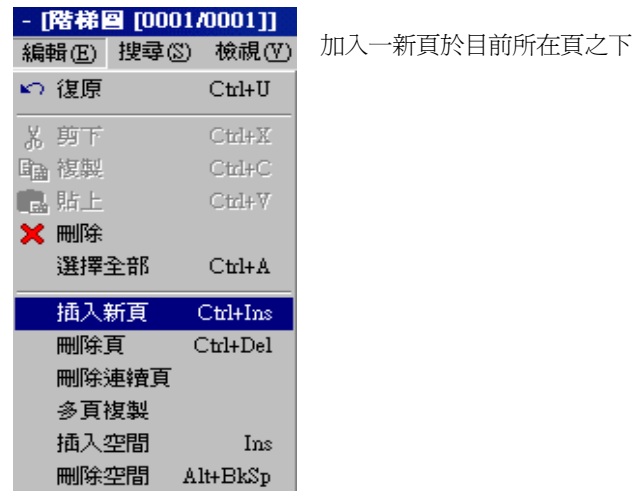 - [階梯圖 [0001/0001]]
編輯(E) 搜尋(S) 檢視(V)
加入一新頁於目前所在頁之下
復原 Ctrl+U
剪下 Ctrl+X
複製 Ctrl+C
貼上 Ctrl+V
刪除
選擇全部 Ctrl+A
插入新頁 Ctrl+Ins
刪除頁 Ctrl+Del
刪除連續頁
多頁複製
插入空間 Ins
刪除空間 Alt+BkSp